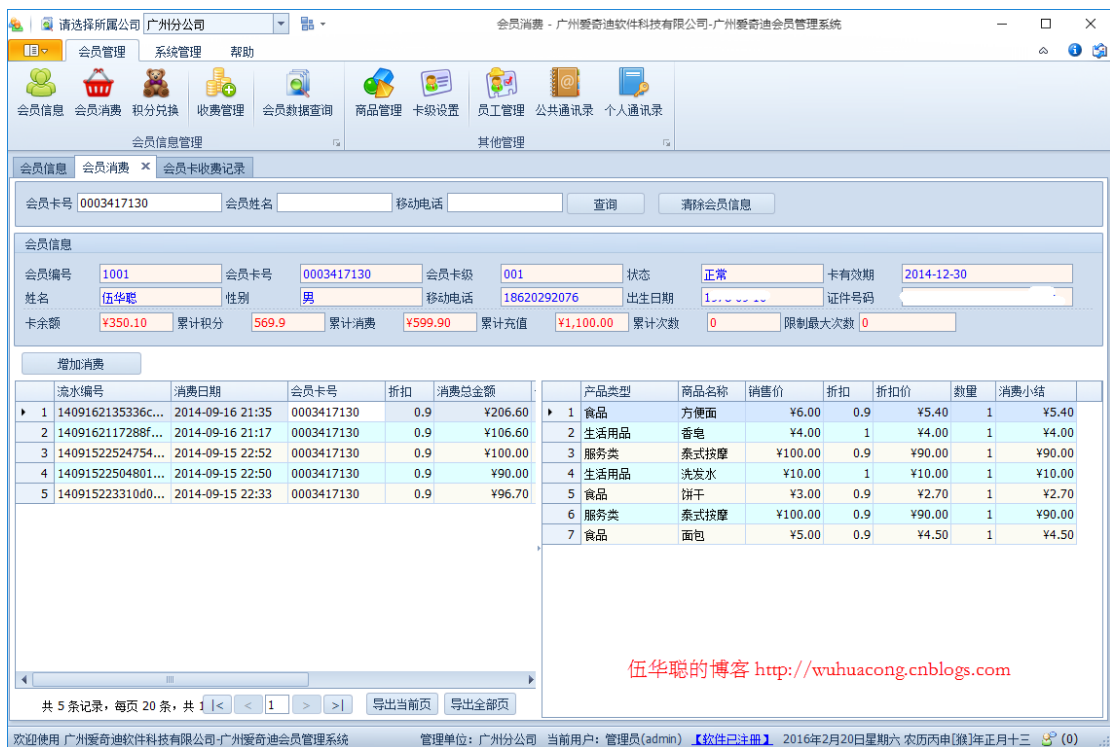 请选择所属公司 广州分公司 会员消费 - 广州爱奇迪软件科技有限公司-广州爱奇迪会员管理系统
会员管理 系统管理 帮助
会员信息 会员消费 积分兑换 收费管理 会员数据查询 商品管理 卡级设置 员工管理 公共通讯录 个人通讯录
会员信息管理 其他管理
会员信息 会员消费 × 会员卡收费记录
会员卡号 0003417130 会员姓名 移动电话 查询 清除会员信息
会员信息
会员编号 1001 会员卡号 0003417130 会员卡级 001 状态 正常 卡有效期 2014-12-30
姓名 伍华聪 性别 男 移动电话 18620292076 出生日期 证件号码
卡余额 ¥350.10 累计积分 569.9 累计消费 ¥599.90 累计充值 ¥1,100.00 累计次数 0 限制最大次数 0
增加消费
流水编号 消费日期 会员卡号 折扣 消费总金额 产品类型 商品名称 销售价 折扣 折扣价 数量 消费小结
1 1409162135336c... 2014-09-16 21:35 0003417130 0.9 ¥206.60 1 食品 方便面 ¥6.00 0.9 ¥5.40 1 ¥5.40
2 1409162117288f... 2014-09-16 21:17 0003417130 0.9 ¥106.60 2 生活用品 香皂 ¥4.00 1 ¥4.00 1 ¥4.00
3 14091522524754... 2014-09-15 22:52 0003417130 0.9 ¥100.00 3 服务类 泰式按摩 ¥100.00 0.9 ¥90.00 1 ¥90.00
4 14091522504801... 2014-09-15 22:50 0003417130 0.9 ¥90.00 4 生活用品 洗发水 ¥10.00 1 ¥10.00 1 ¥10.00
5 140915223310d0... 2014-09-15 22:33 0003417130 0.9 ¥96.70 5 食品 饼干 ¥3.00 0.9 ¥2.70 1 ¥2.70
6 服务类 泰式按摩 ¥100.00 0.9 ¥90.00 1 ¥90.00
7 食品 面包 ¥5.00 0.9 ¥4.50 1 ¥4.50
伍华聪的博客 http://wuhuacong.cnblogs.com
共 5 条记录，每页 20 条，共 |< < 1 > >| 导出当前页 导出全部页
欢迎使用 广州爱奇迪软件科技有限公司-广州爱奇迪会员管理系统 管理单位：广州分公司 当前用户：管理员(admin) 【软件已注册】 2016年2月20日星期六 农历丙申[猴]年正月十三 (0)